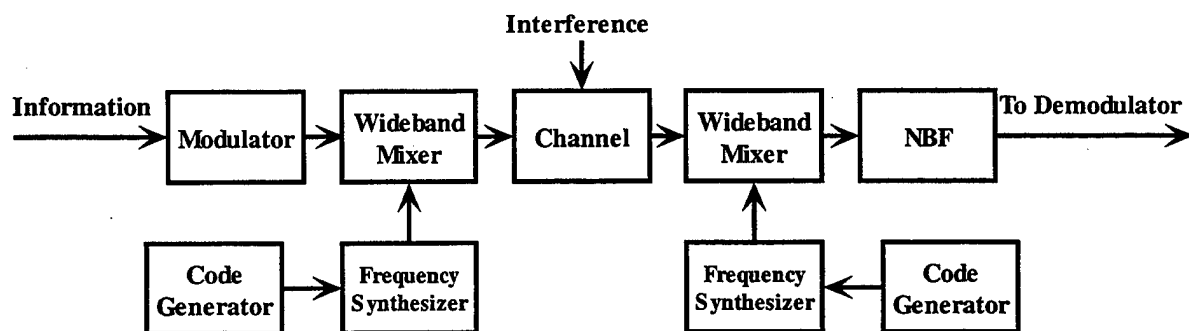 Interference
Information
To Demodulator
Modulator
Wideband
Mixer
Channel
Wideband
Mixer
NBF
Code
Generator
Frequency
Synthesizer
Frequency
Synthesizer
Code
Generator